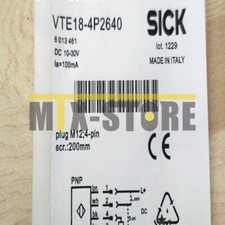 VTE18-4P2640
SICK
6 013 461
lot. 1229
DC 10-30V
MADE IN ITALY
Ia=100mA
MTX-STORE
plug M12,4-pin
scr.:200mm
CE
PNP
L+